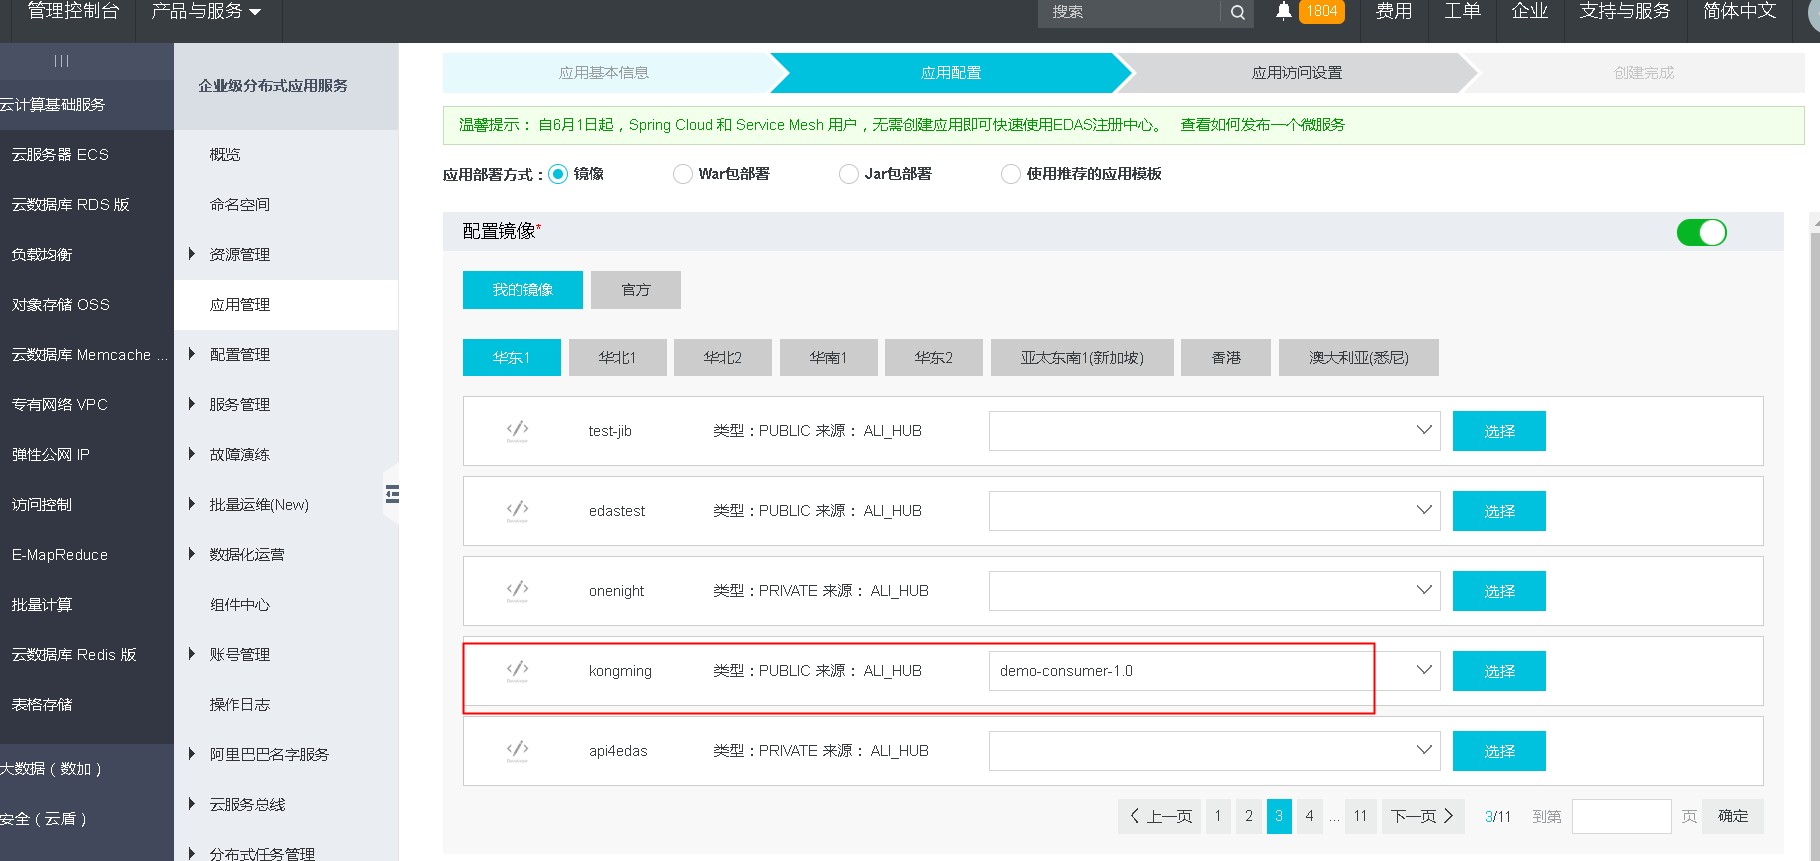 管理控制台 产品与服务 搜索 1804 费用 工单 企业 支持与服务 简体中文
云计算基础服务
云服务器 ECS
云数据库 RDS 版
负载均衡
对象存储 OSS
云数据库 Memcache ...
专有网络 VPC
弹性公网 IP
访问控制
E-MapReduce
批量计算
云数据库 Redis 版
表格存储
大数据（数加）
安全（云盾）
企业级分布式应用服务
概览
命名空间
资源管理
应用管理
配置管理
服务管理
故障演练
批量运维(New)
数据化运营
组件中心
账号管理
操作日志
阿里巴巴名字服务
云服务总线
分布式任务管理
应用基本信息 应用配置 应用访问设置 创建完成
温馨提示： 自6月1日起，Spring Cloud 和 Service Mesh 用户，无需创建应用即可快速使用EDAS注册中心。 查看如何发布一个微服务
应用部署方式： 镜像 War包部署 Jar包部署 使用推荐的应用模板
配置镜像*
我的镜像 官方
华东1 华北1 华北2 华南1 华东2 亚太东南1(新加坡) 香港 澳大利亚(悉尼)
test-jib 类型：PUBLIC 来源： ALI_HUB 选择
edastest 类型：PUBLIC 来源： ALI_HUB 选择
onenight 类型：PRIVATE 来源： ALI_HUB 选择
kongming 类型：PUBLIC 来源： ALI_HUB demo-consumer-1.0 选择
api4edas 类型：PRIVATE 来源： ALI_HUB 选择
上一页 1 2 3 4 ... 11 下一页 3/11 到第 页 确定